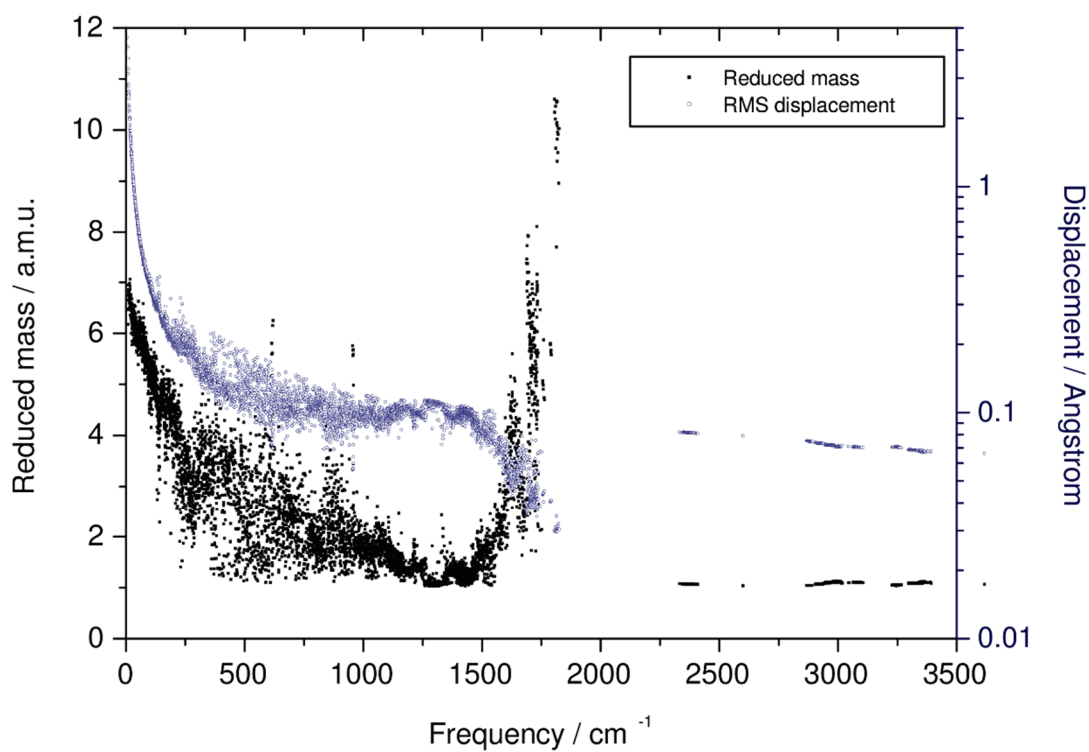 12
10
8
6
4
2
0
Reduced mass / a.m.u.
Reduced mass
RMS displacement
1
0.1
0.01
Displacement / Angstrom
0 500 1000 1500 2000 2500 3000 3500
Frequency / cm -1